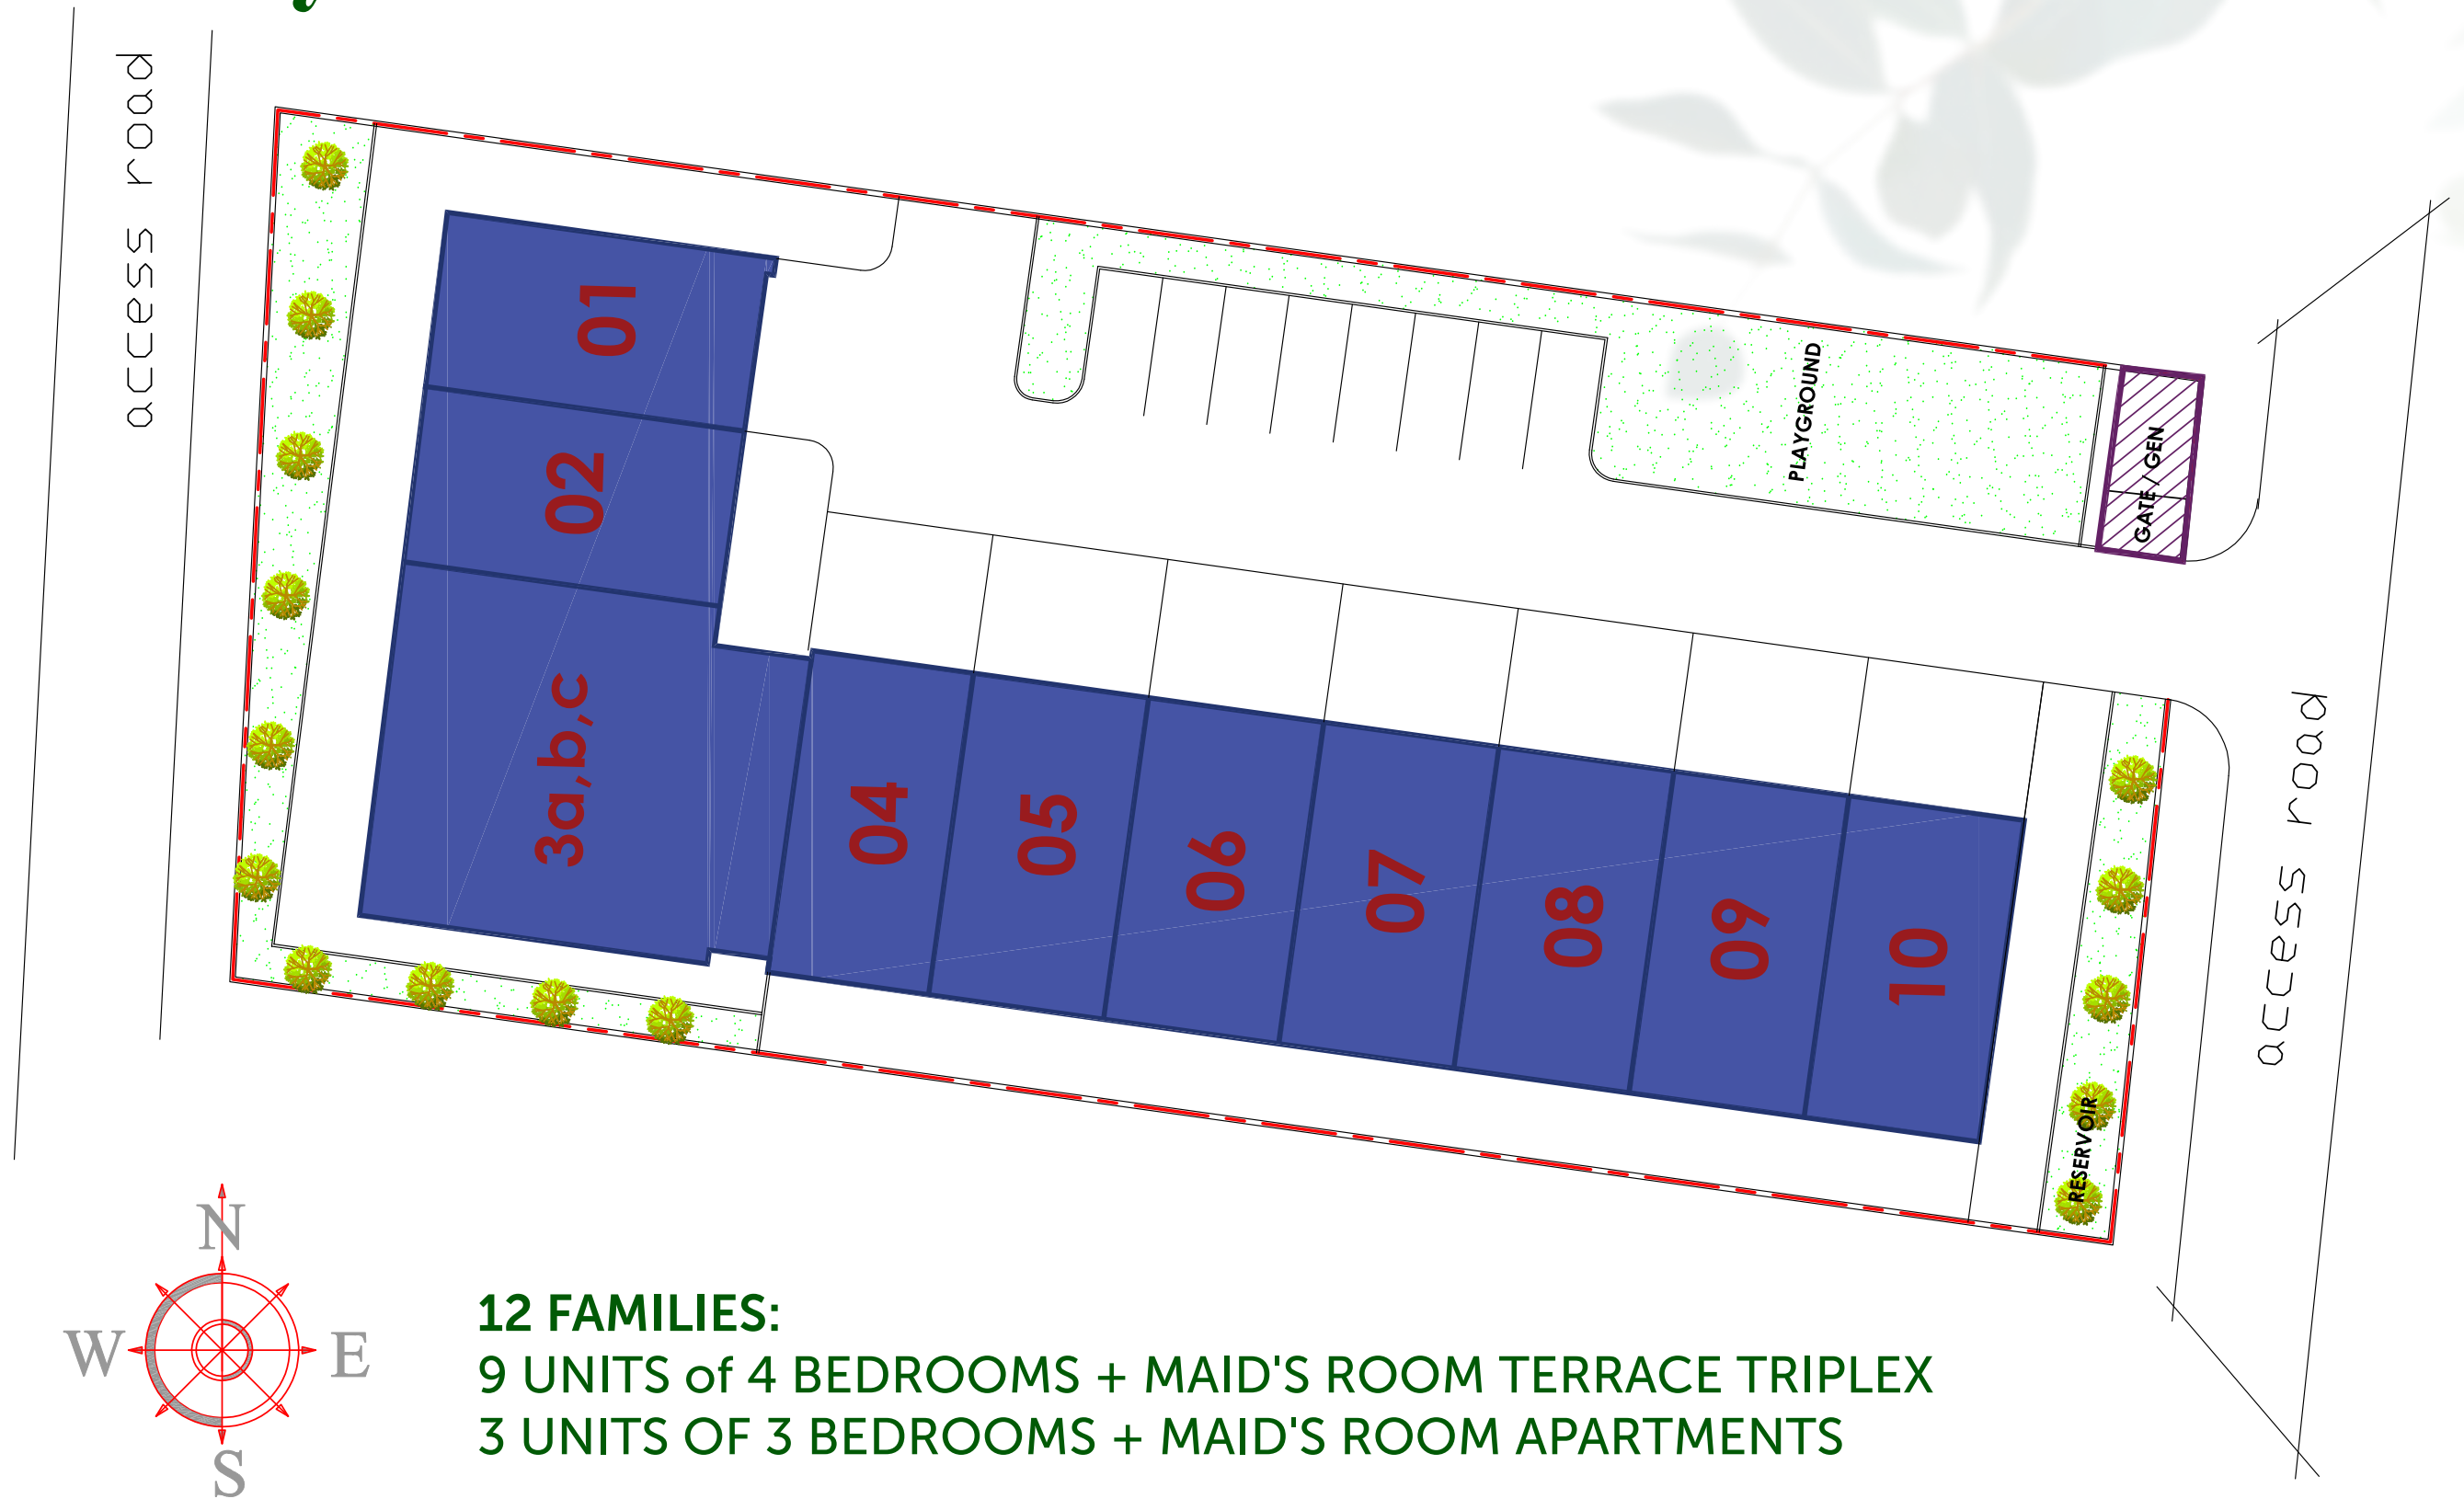 access road
01
02
3a,b,c
04
05
06
07
08
09
10
PLAYGROUND
GATE / GEN
access road
RESERVOIR
N
W
E
S
12 FAMILIES:
9 UNITS of 4 BEDROOMS + MAID'S ROOM TERRACE TRIPLEX
3 UNITS OF 3 BEDROOMS + MAID'S ROOM APARTMENTS